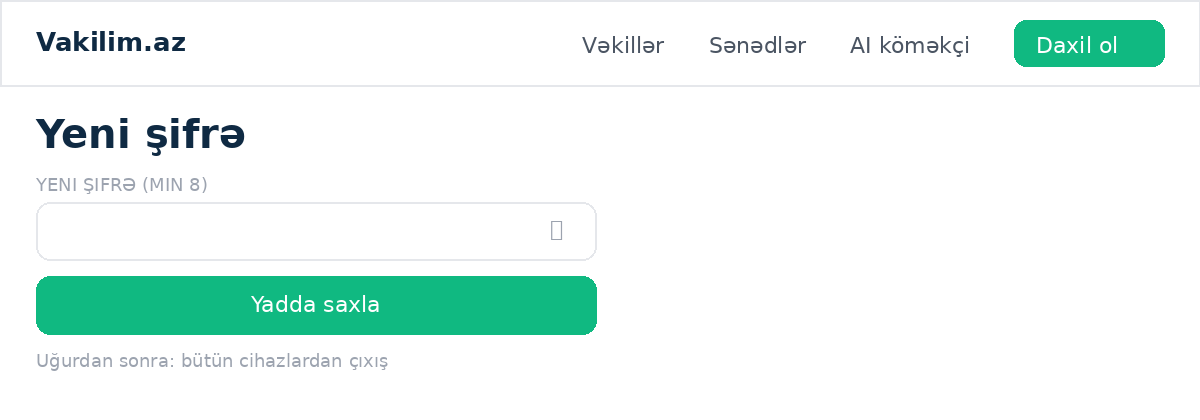 Vakilim.az
Vəkillər Sənədlər AI köməkçi Daxil ol
Yeni şifrə
YENI ŞIFRƏ (MIN 8)
Yadda saxla
Uğurdan sonra: bütün cihazlardan çıxış